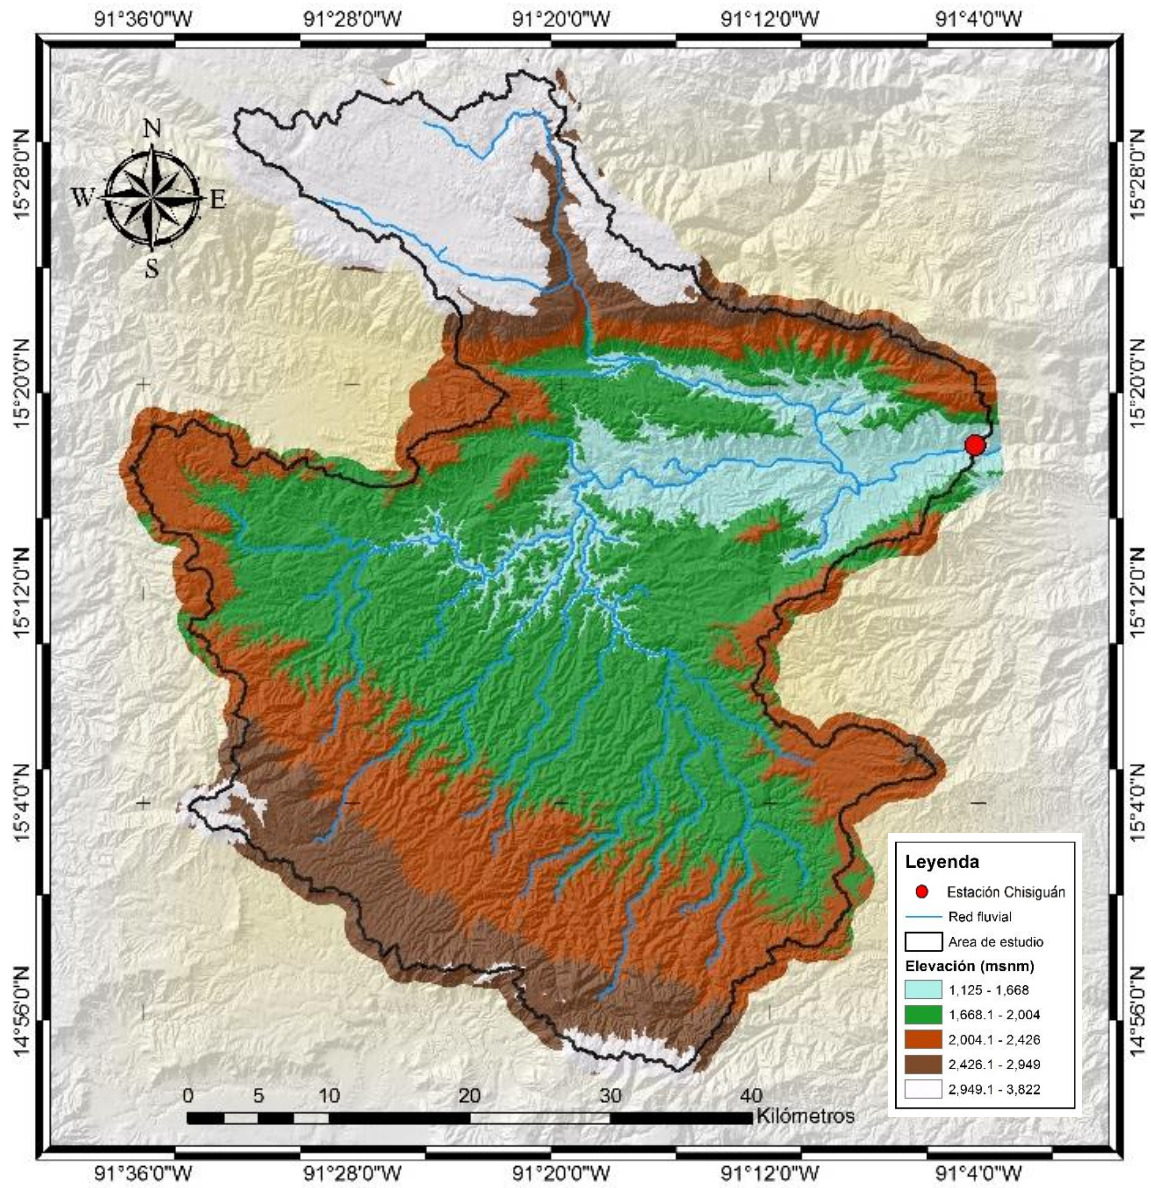 91°36'0"W 91°28'0"W 91°20'0"W 91°12'0"W 91°4'0"W
N
W E
S
15°28'0"N 15°28'0"N
15°20'0"N 15°20'0"N
15°12'0"N 15°12'0"N
15°4'0"N 15°4'0"N
14°56'0"N 14°56'0"N
Leyenda
Estación Chisiguán
Red fluvial
Area de estudio
Elevación (msnm)
1,125 - 1,668
1,668.1 - 2,004
2,004.1 - 2,426
2,426.1 - 2,949
2,949.1 - 3,822
0 5 10 20 30 40
Kilómetros
91°36'0"W 91°28'0"W 91°20'0"W 91°12'0"W 91°4'0"W